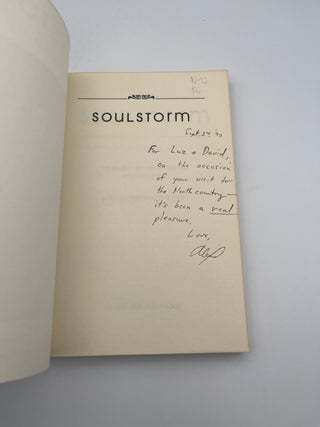 SOULSTORM
Sept. 24, '90
For Luz + David,
on the occasion
of your visit to
the North country—
it's been a real
pleasure.
Love,